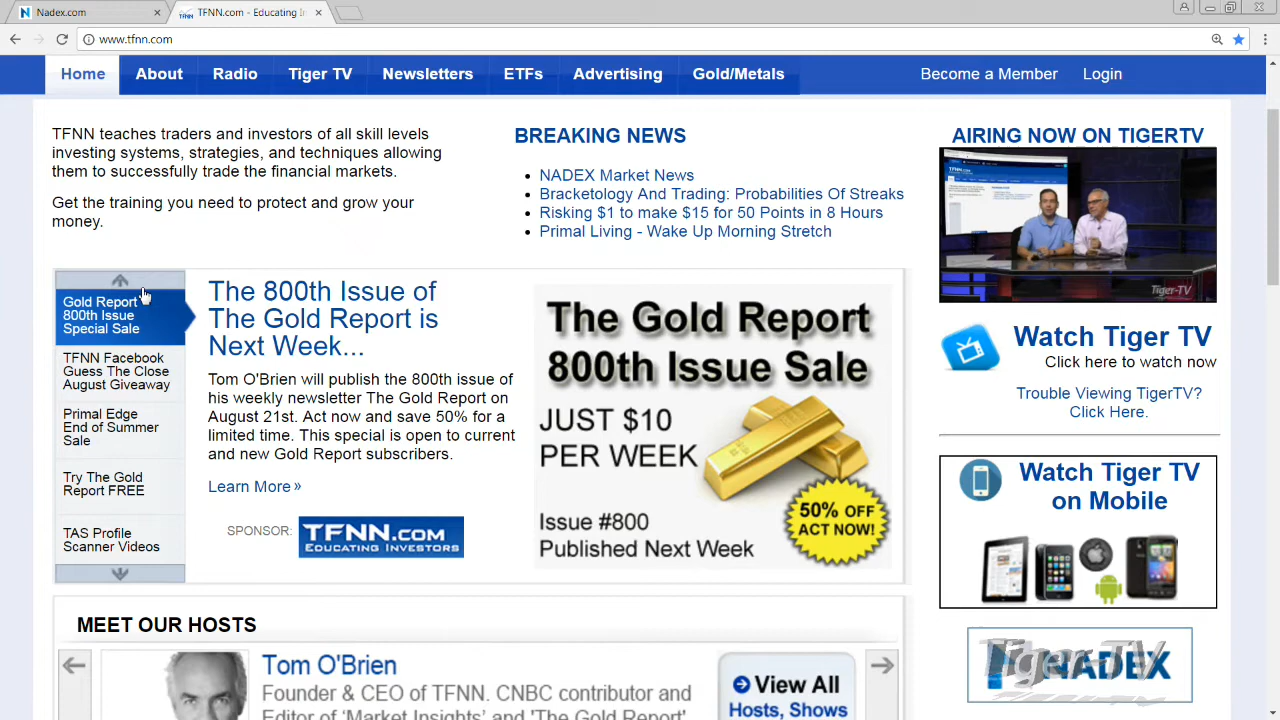 Nadex.com
TFNN.com - Educating In
www.tfnn.com
Home
About
Radio
Tiger TV
Newsletters
ETFs
Advertising
Gold/Metals
Become a Member
Login
TFNN teaches traders and investors of all skill levels
investing systems, strategies, and techniques allowing
them to successfully trade the financial markets.
Get the training you need to protect and grow your
money.
BREAKING NEWS
NADEX Market News
Bracketology And Trading: Probabilities Of Streaks
Risking $1 to make $15 for 50 Points in 8 Hours
Primal Living - Wake Up Morning Stretch
AIRING NOW ON TIGERTV
Tiger-TV
Watch Tiger TV
Click here to watch now
Trouble Viewing TigerTV?
Click Here.
Gold Report
800th Issue
Special Sale
TFNN Facebook
Guess The Close
August Giveaway
Primal Edge
End of Summer
Sale
Try The Gold
Report FREE
TAS Profile
Scanner Videos
The 800th Issue of
The Gold Report is
Next Week...
Tom O'Brien will publish the 800th issue of
his weekly newsletter The Gold Report on
August 21st. Act now and save 50% for a
limited time. This special is open to current
and new Gold Report subscribers.
Learn More »
SPONSOR:
TFNN.com
EDUCATING INVESTORS
The Gold Report
800th Issue Sale
JUST $10
PER WEEK
50% OFF
ACT NOW!
Issue #800
Published Next Week
Watch Tiger TV
on Mobile
NADEX
Tiger-TV
MEET OUR HOSTS
Tom O'Brien
Founder & CEO of TFNN. CNBC contributor and
Editor of 'Market Insights' and 'The Gold Report'
View All
Hosts, Shows